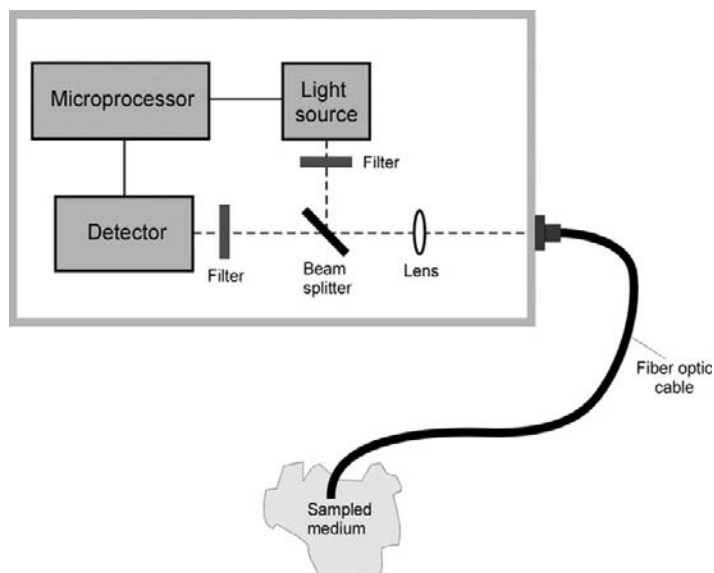 Microprocessor
Light
source
Filter
Detector
Filter
Beam
splitter
Lens
Fiber optic
cable
Sampled
medium